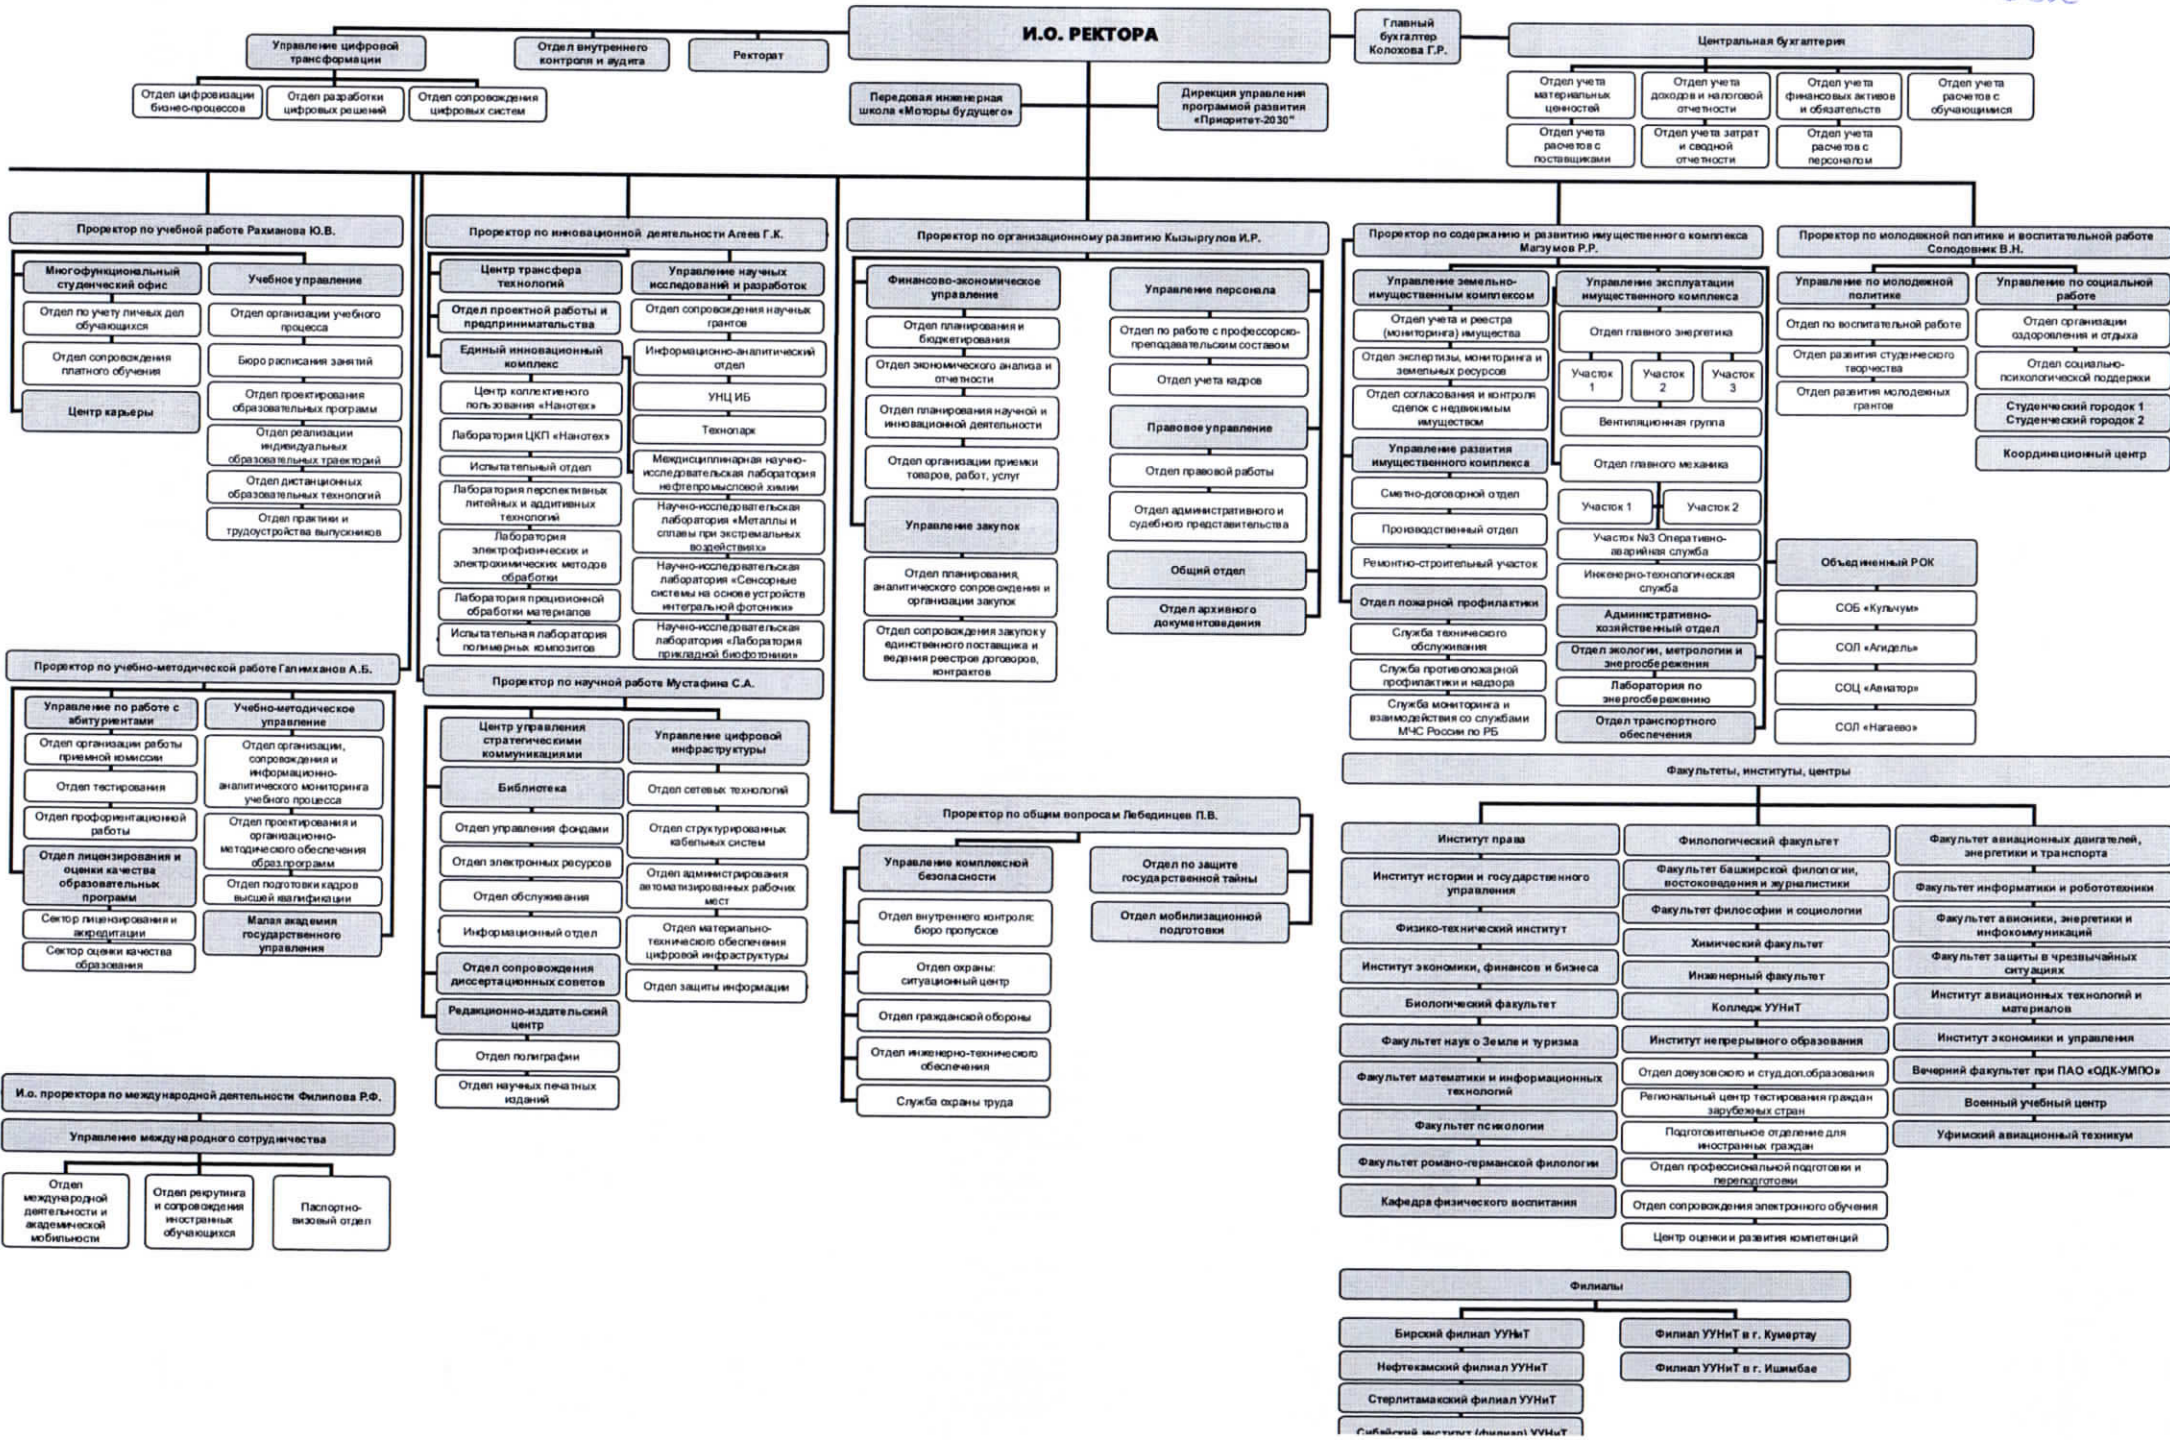 И.О. РЕКТОРА
Главный
бухгалтер
Колохова Г.Р.
Центральная бухгалтерия
Управление цифровой
трансформации
Отдел внутреннего
контроля и аудита
Ректорат
Отдел цифровизации
бизнес-процессов
Отдел разработки
цифровых решений
Отдел сопровождения
цифровых систем
Передовая инженерная
школа «Моторы будущего»
Дирекция управления
программой развития
«Приоритет-2030"
Отдел учета
материальных
ценностей
Отдел учета
доходов и налоговой
отчетности
Отдел учета
финансовых активов
и обязательств
Отдел учета
расчетов с
обучающимися
Отдел учета
расчетов с
поставщиками
Отдел учета затрат
и сводной
отчетности
Отдел учета
расчетов с
персоналом
Проректор по учебной работе Рахманова Ю.В.
Многофункциональный
студенческий офис
Отдел по учету личных дел
обучающихся
Отдел сопровождения
платного обучения
Центр карьеры
Учебное управление
Отдел организации учебного
процесса
Бюро расписания занятий
Отдел проектирования
образовательных программ
Отдел реализации
индивидуальных
образовательных траекторий
Отдел дистанционных
образовательных технологий
Отдел практики и
трудоустройства выпускников
Проректор по инновационной деятельности Агеев Г.К.
Центр трансфера
технологий
Отдел проектной работы и
предпринимательства
Единый инновационный
комплекс
Центр коллективного
пользования «Нанотех»
Лаборатория ЦКП «Нанотех»
Испытательный отдел
Лаборатория перспективных
литейных и аддитивных
технологий
Лаборатория
электрофизических и
электрохимических методов
обработки
Лаборатория прецизионной
обработки материалов
Испытательная лаборатория
полимерных композитов
Управление научных
исследований и разработок
Отдел сопровождения научных
грантов
Информационно-аналитический
отдел
УНЦ ИБ
Технопарк
Междисциплинарная научно-
исследовательская лаборатория
нефтепромысловой химии
Научно-исследовательская
лаборатория «Металлы и
сплавы при экстремальных
воздействиях»
Научно-исследовательская
лаборатория «Сенсорные
системы на основе устройств
интегральной фотоники»
Научно-исследовательская
лаборатория «Лаборатория
прикладной биофотоники»
Проректор по организационному развитию Кызыргулов И.Р.
Финансово-экономическое
управление
Отдел планирования и
бюджетирования
Отдел экономического анализа и
отчетности
Отдел планирования научной и
инновационной деятельности
Отдел организации приемки
товаров, работ, услуг
Управление закупок
Отдел планирования,
аналитического сопровождения и
организации закупок
Отдел сопровождения закупок у
единственного поставщика и
ведения реестров договоров,
контрактов
Управление персонала
Отдел по работе с профессорско-
преподавательским составом
Отдел учета кадров
Правовое управление
Отдел правовой работы
Отдел административного и
судебного представительства
Общий отдел
Отдел архивного
документоведения
Проректор по содержанию и развитию имущественного комплекса
Магзумов Р.Р.
Управление земельно-
имущественным комплексом
Отдел учета и реестра
(мониторинга) имущества
Отдел экспертизы, мониторинга и
земельных ресурсов
Отдел согласования и контроля
сделок с недвижимым
имуществом
Управление развития
имущественного комплекса
Сметно-договорной отдел
Производственный отдел
Ремонтно-строительный участок
Отдел пожарной профилактики
Служба технического
обслуживания
Служба противопожарной
профилактики и надзора
Служба мониторинга и
взаимодействия со службами
МЧС России по РБ
Управление эксплуатации
имущественного комплекса
Отдел главного энергетика
Участок
1
Участок
2
Участок
3
Вентиляционная группа
Отдел главного механика
Участок 1
Участок 2
Участок №3 Оперативно-
аварийная служба
Инженерно-технологическая
служба
Административно-
хозяйственный отдел
Отдел экологии, метрологии и
энергосбережения
Лаборатория по
энергосбережению
Отдел транспортного
обеспечения
Проректор по молодежной политике и воспитательной работе
Солодовник В.Н.
Управление по молодежной
политике
Отдел по воспитательной работе
Отдел развития студенческого
творчества
Отдел развития молодежных
грантов
Управление по социальной
работе
Отдел организации
оздоровления и отдыха
Отдел социально-
психологической поддержки
Студенческий городок 1
Студенческий городок 2
Координационный центр
Объединенный РОК
СОБ «Кульчум»
СОЛ «Агидель»
СОЦ «Авиатор»
СОЛ «Нагаево»
Проректор по учебно-методической работе Галимханов А.Б.
Управление по работе с
абитуриентами
Отдел организации работы
приемной комиссии
Отдел тестирования
Отдел профориентационной
работы
Отдел лицензирования и
оценки качества
образовательных
программ
Сектор лицензирования и
аккредитации
Сектор оценки качества
образования
Учебно-методическое
управление
Отдел организации,
сопровождения и
информационно-
аналитического мониторинга
учебного процесса
Отдел проектирования и
организационно-
методического обеспечения
образ.программ
Отдел подготовки кадров
высшей квалификации
Малая академия
государственного
управления
Проректор по научной работе Мустафина С.А.
Центр управления
стратегическими
коммуникациями
Библиотека
Отдел управления фондами
Отдел электронных ресурсов
Отдел обслуживания
Информационный отдел
Отдел сопровождения
диссертационных советов
Редакционно-издательский
центр
Отдел полиграфии
Отдел научных печатных
изданий
Управление цифровой
инфраструктуры
Отдел сетевых технологий
Отдел структурированных
кабельных систем
Отдел администрирования
автоматизированных рабочих
мест
Отдел материально-
технического обеспечения
цифровой инфраструктуры
Отдел защиты информации
Проректор по общим вопросам Лебединцев П.В.
Управление комплексной
безопасности
Отдел внутреннего контроля:
бюро пропусков
Отдел охраны:
ситуационный центр
Отдел гражданской обороны
Отдел инженерно-технического
обеспечения
Служба охраны труда
Отдел по защите
государственной тайны
Отдел мобилизационной
подготовки
И.о. проректора по международной деятельности Филипова Р.Ф.
Управление международного сотрудничества
Отдел
международной
деятельности и
академической
мобильности
Отдел рекрутинга
и сопровождения
иностранных
обучающихся
Паспортно-
визовый отдел
Факультеты, институты, центры
Институт права
Институт истории и государственного
управления
Физико-технический институт
Институт экономики, финансов и бизнеса
Биологический факультет
Факультет наук о Земле и туризма
Факультет математики и информационных
технологий
Факультет психологии
Факультет романо-германской филологии
Кафедра физического воспитания
Филологический факультет
Факультет башкирской филологии,
востоковедения и журналистики
Факультет философии и социологии
Химический факультет
Инженерный факультет
Колледж УУНиТ
Институт непрерывного образования
Отдел довузовского и студ.доп.образования
Региональный центр тестирования граждан
зарубежных стран
Подготовительное отделение для
иностранных граждан
Отдел профессиональной подготовки и
переподготовки
Отдел сопровождения электронного обучения
Центр оценки и развития компетенций
Факультет авиационных двигателей,
энергетики и транспорта
Факультет информатики и робототехники
Факультет авионики, энергетики и
инфокоммуникаций
Факультет защиты в чрезвычайных
ситуациях
Институт авиационных технологий и
материалов
Институт экономики и управления
Вечерний факультет при ПАО «ОДК-УМПО»
Военный учебный центр
Уфимский авиационный техникум
Филиалы
Бирский филиал УУНиТ
Нефтекамский филиал УУНиТ
Стерлитамакский филиал УУНиТ
Сибайский институт (филиал) УУНиТ
Филиал УУНиТ в г. Кумертау
Филиал УУНиТ в г. Ишимбае